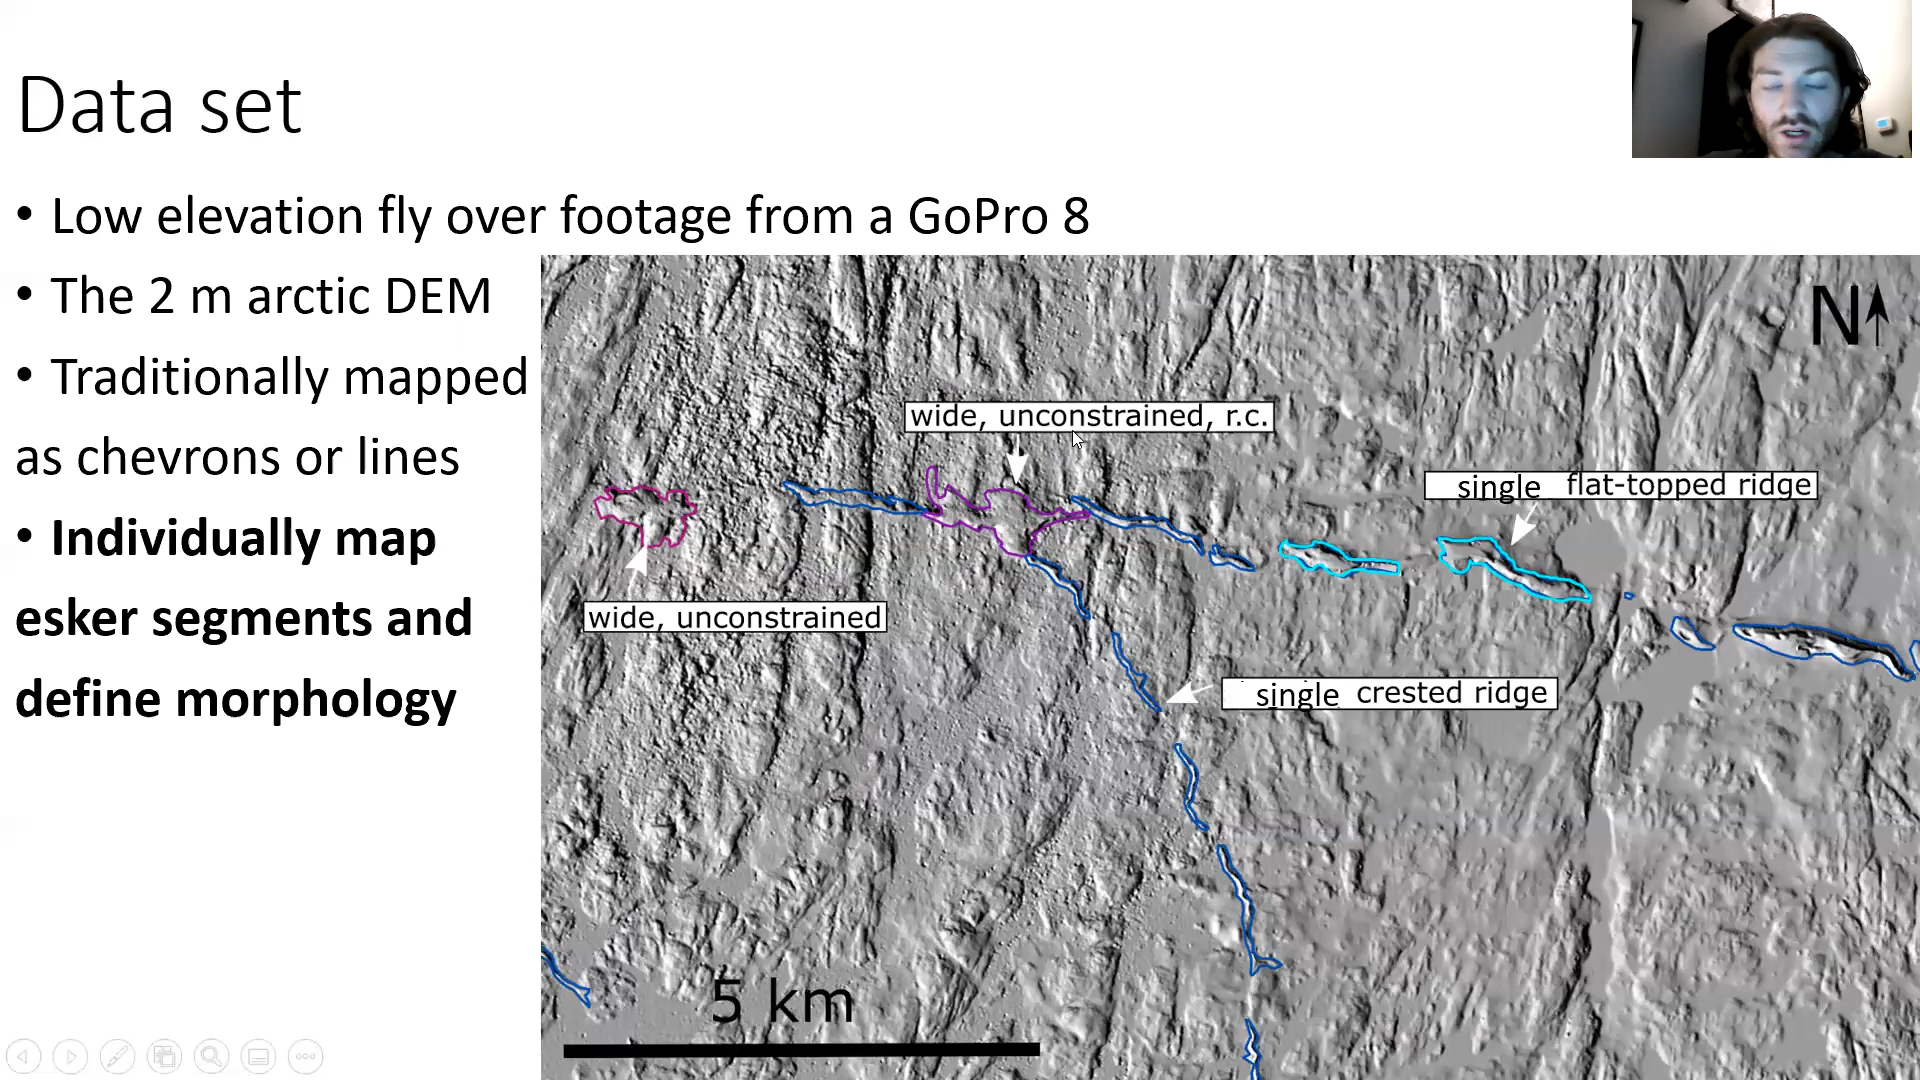 Data set
• Low elevation fly over footage from a GoPro 8
• The 2 m arctic DEM
• Traditionally mapped
as chevrons or lines
• Individually map
esker segments and
define morphology
N
wide, unconstrained, r.c.
single flat-topped ridge
wide, unconstrained
single crested ridge
5 km